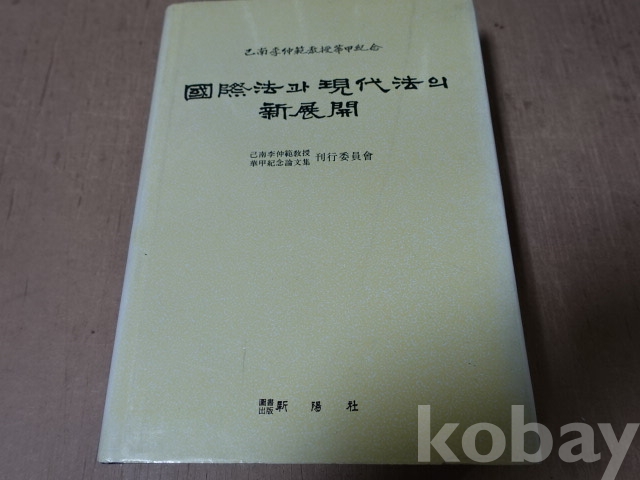 己南李仲範敎授華甲紀念
國際法과 現代法의
新展開
己南李仲範敎授
華甲紀念論文集 刊行委員會
圖書
出版 新陽社
kobay